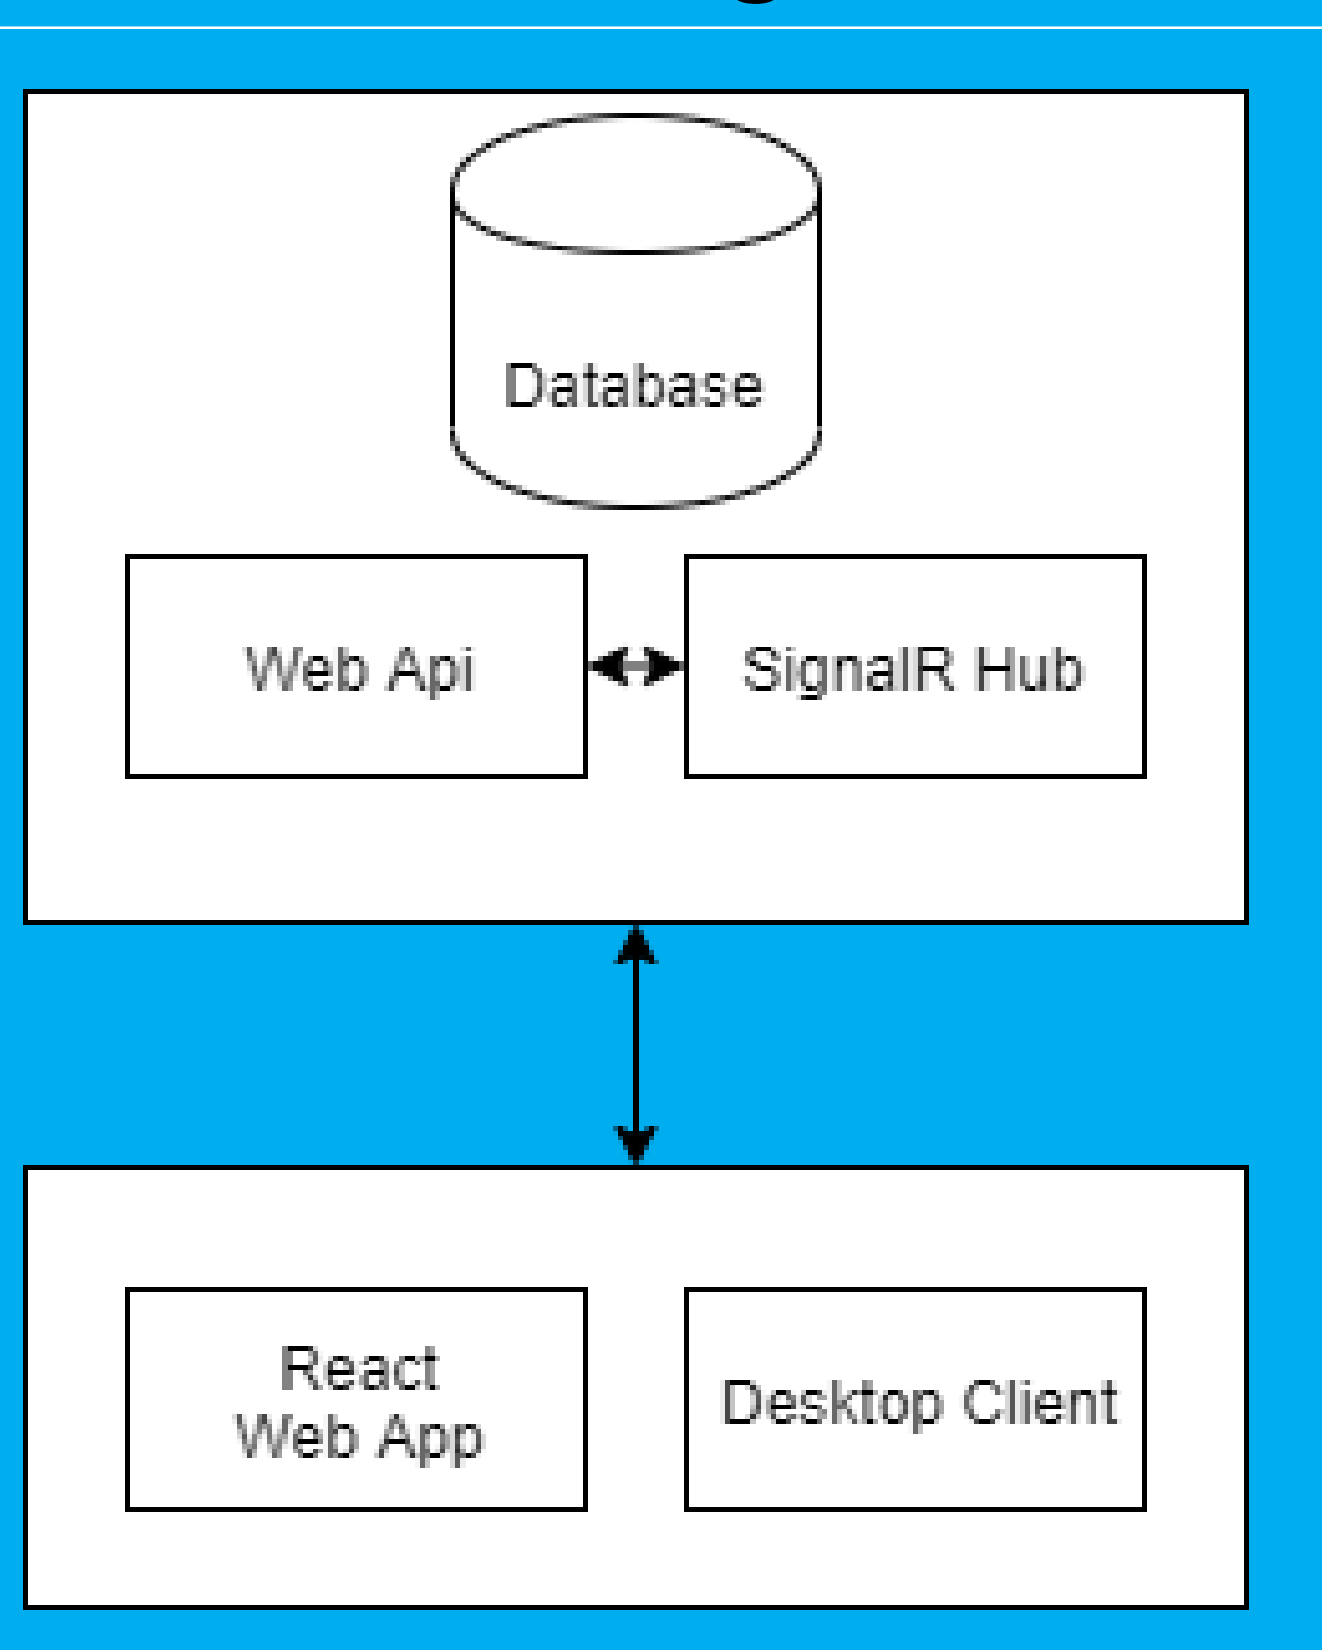 Database
Web Api
SignalR Hub
React
Web App
Desktop Client